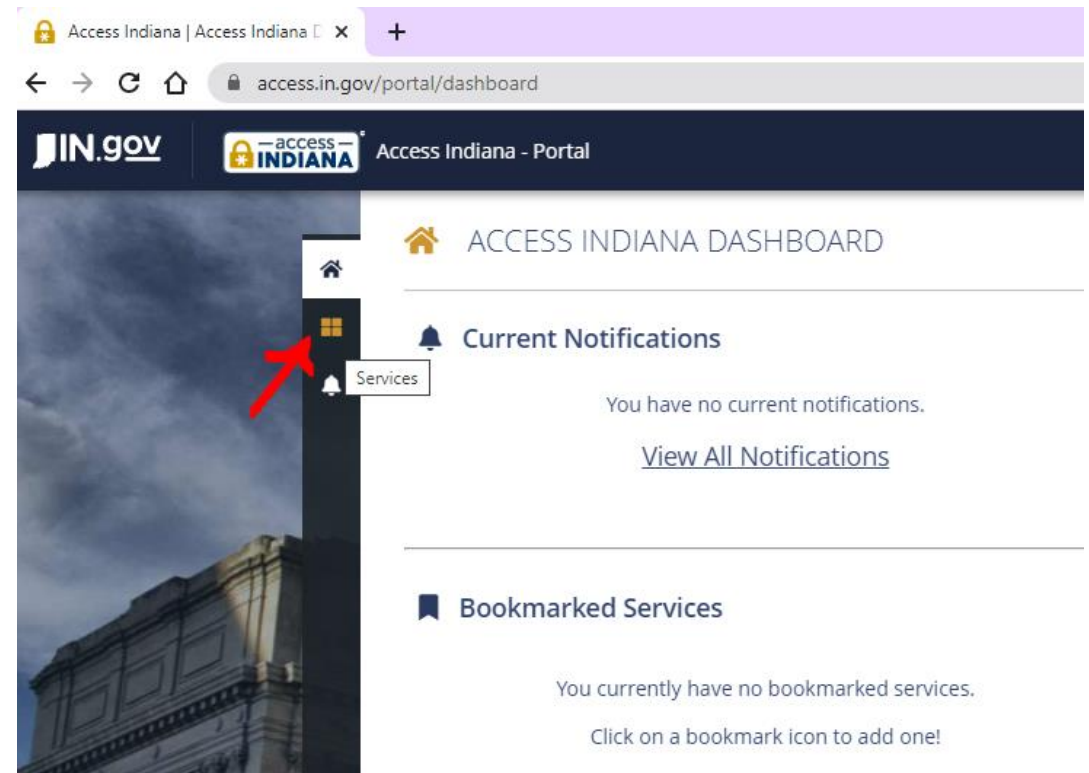 Access Indiana | Access Indiana D
access.in.gov/portal/dashboard
IN.gov
access
INDIANA
Access Indiana - Portal
ACCESS INDIANA DASHBOARD
Current Notifications
Services
You have no current notifications.
View All Notifications
Bookmarked Services
You currently have no bookmarked services.
Click on a bookmark icon to add one!